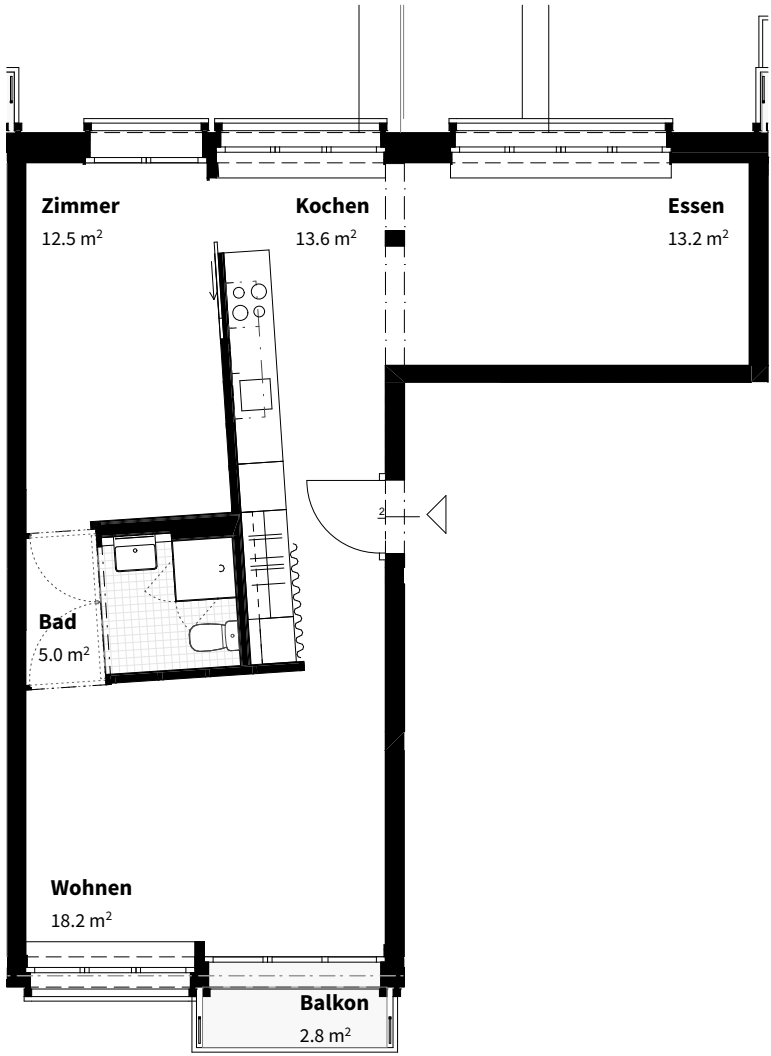 Zimmer
12.5 m²
Kochen
13.6 m²
Essen
13.2 m²
2
Bad
5.0 m²
Wohnen
18.2 m²
Balkon
2.8 m²